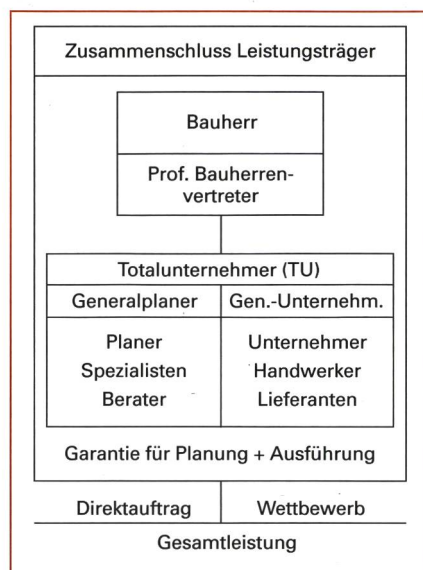 Zusammenschluss Leistungsträger
Bauherr
Prof. Bauherren-
vertreter
Totalunternehmer (TU)
Generalplaner Gen.-Unternehm.
Planer Unternehmer
Spezialisten Handwerker
Berater Lieferanten
Garantie für Planung + Ausführung
Direktauftrag Wettbewerb
Gesamtleistung